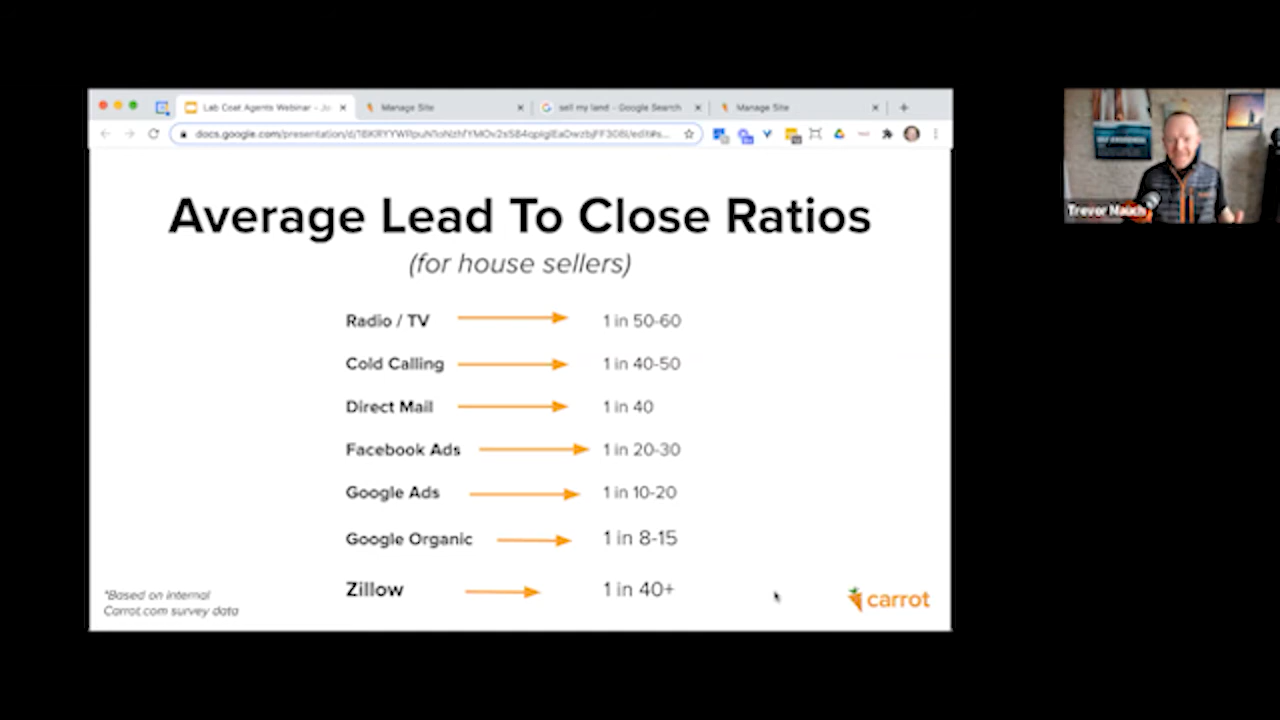 Lab Coat Agents Webinar - Jo
Manage Site
sell my land - Google Search
Manage Site
Average Lead To Close Ratios
(for house sellers)
Radio / TV 1 in 50-60
Cold Calling 1 in 40-50
Direct Mail 1 in 40
Facebook Ads 1 in 20-30
Google Ads 1 in 10-20
Google Organic 1 in 8-15
Zillow 1 in 40+
*Based on internal
Carrot.com survey data
carrot
Trevor Mauch